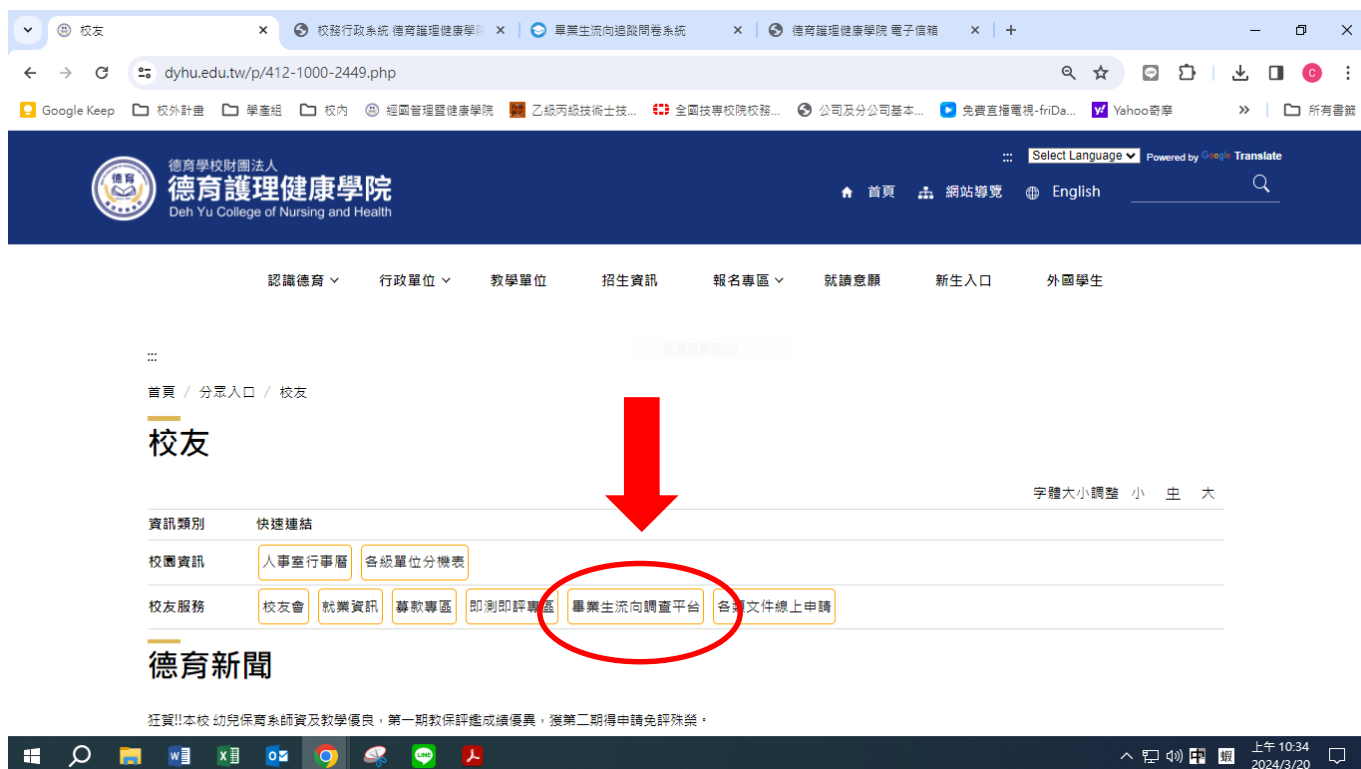 校友
校務行政系統 德育護理健康學院
畢業生流向追蹤問卷系統
德育護理健康學院 電子信箱
dyhu.edu.tw/p/412-1000-2449.php
C
Google Keep 校外計畫 學產組 校內 經國管理暨健康學院 乙級丙級技術士技... 全國技專校院校務... 公司及分公司基本... 免費直播電視-friDa... Yahoo奇摩 » 所有書籤
德育學校財團法人
德育護理健康學院
Deh Yu College of Nursing and Health
::: Select Language Powered by Google Translate
首頁 網站導覽 English
認識德育 行政單位 教學單位 招生資訊 報名專區 就讀意願 新生入口 外國學生
:::
首頁 / 分眾入口 / 校友
校友
字體大小調整 小 中 大
資訊類別 快速連結
校園資訊 人事室行事曆 各級單位分機表
校友服務 校友會 就業資訊 募款專區 即測即評專區 畢業生流向調查平台 各類文件線上申請
德育新聞
狂賀!!本校 幼兒保育系師資及教學優良，第一期教保評鑑成績優異，獲第二期得申請免評殊榮。
中 蝦 上午 10:34
2024/3/20